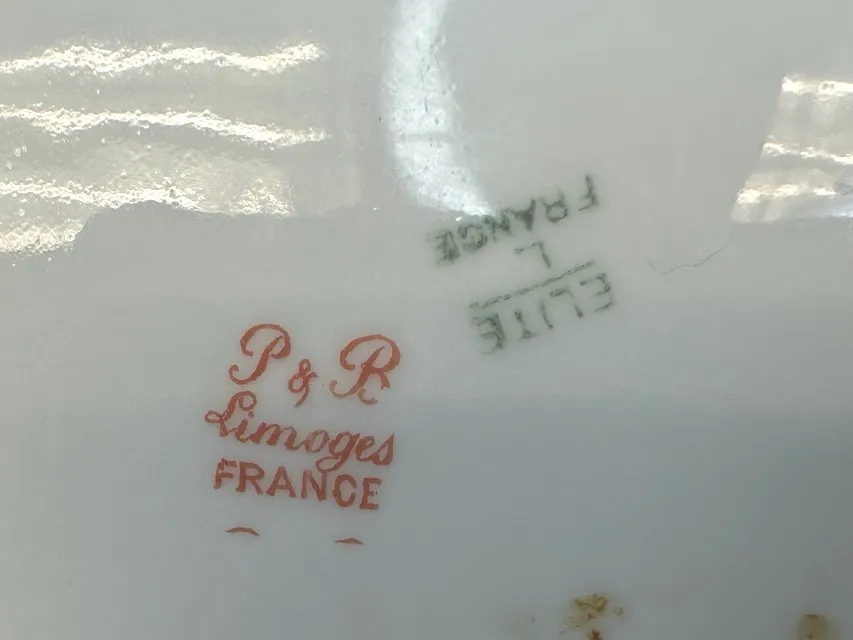 P & R
Limoges
FRANCE
ELITE
L
FRANCE